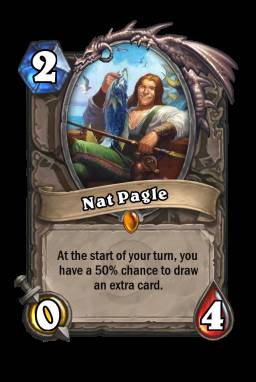 2
Nat Pagle
At the start of your turn, you
have a 50% chance to draw
an extra card.
0
4